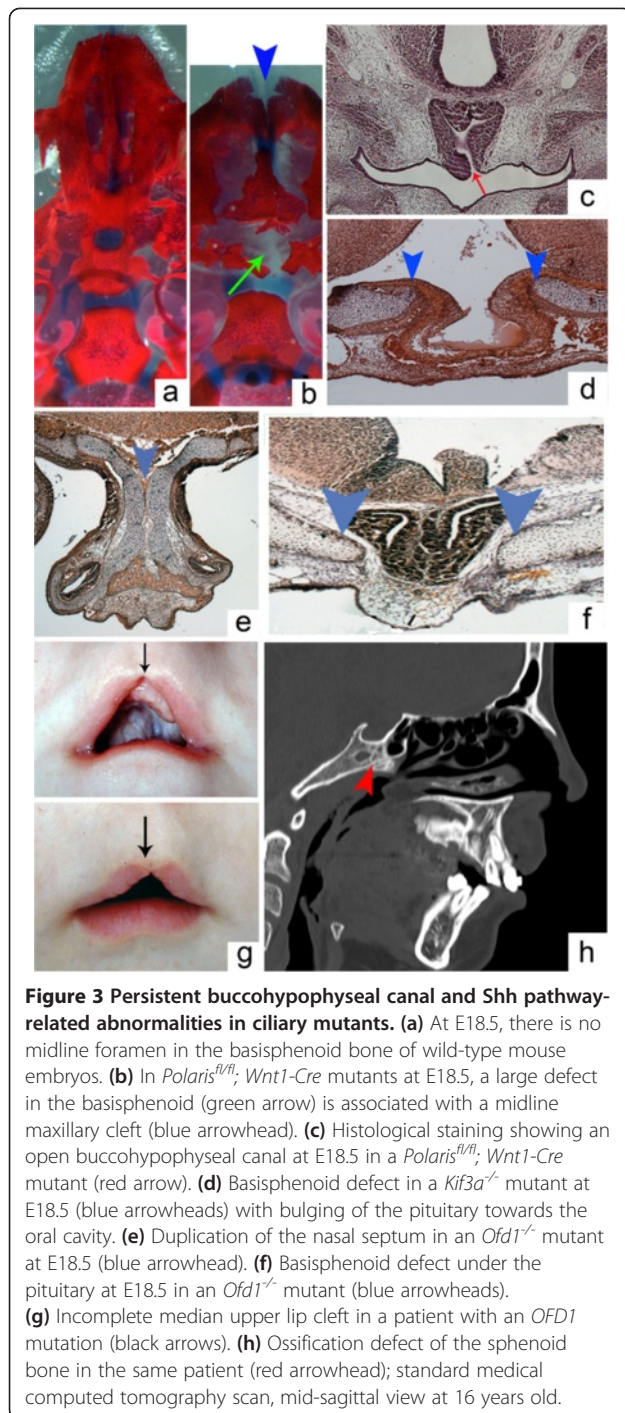 a
b
c
d
e
f
g
h
Figure 3 Persistent buccohypophyseal canal and Shh pathway-
related abnormalities in ciliary mutants. (a) At E18.5, there is no
midline foramen in the basisphenoid bone of wild-type mouse
embryos. (b) In Polaris^fl/fl; Wnt1-Cre mutants at E18.5, a large defect
in the basisphenoid (green arrow) is associated with a midline
maxillary cleft (blue arrowhead). (c) Histological staining showing an
open buccohypophyseal canal at E18.5 in a Polaris^fl/fl; Wnt1-Cre
mutant (red arrow). (d) Basisphenoid defect in a Kif3a^-/- mutant at
E18.5 (blue arrowheads) with bulging of the pituitary towards the
oral cavity. (e) Duplication of the nasal septum in an Ofd1^-/- mutant
at E18.5 (blue arrowhead). (f) Basisphenoid defect under the
pituitary at E18.5 in an Ofd1^-/- mutant (blue arrowheads).
(g) Incomplete median upper lip cleft in a patient with an OFD1
mutation (black arrows). (h) Ossification defect of the sphenoid
bone in the same patient (red arrowhead); standard medical
computed tomography scan, mid-sagittal view at 16 years old.